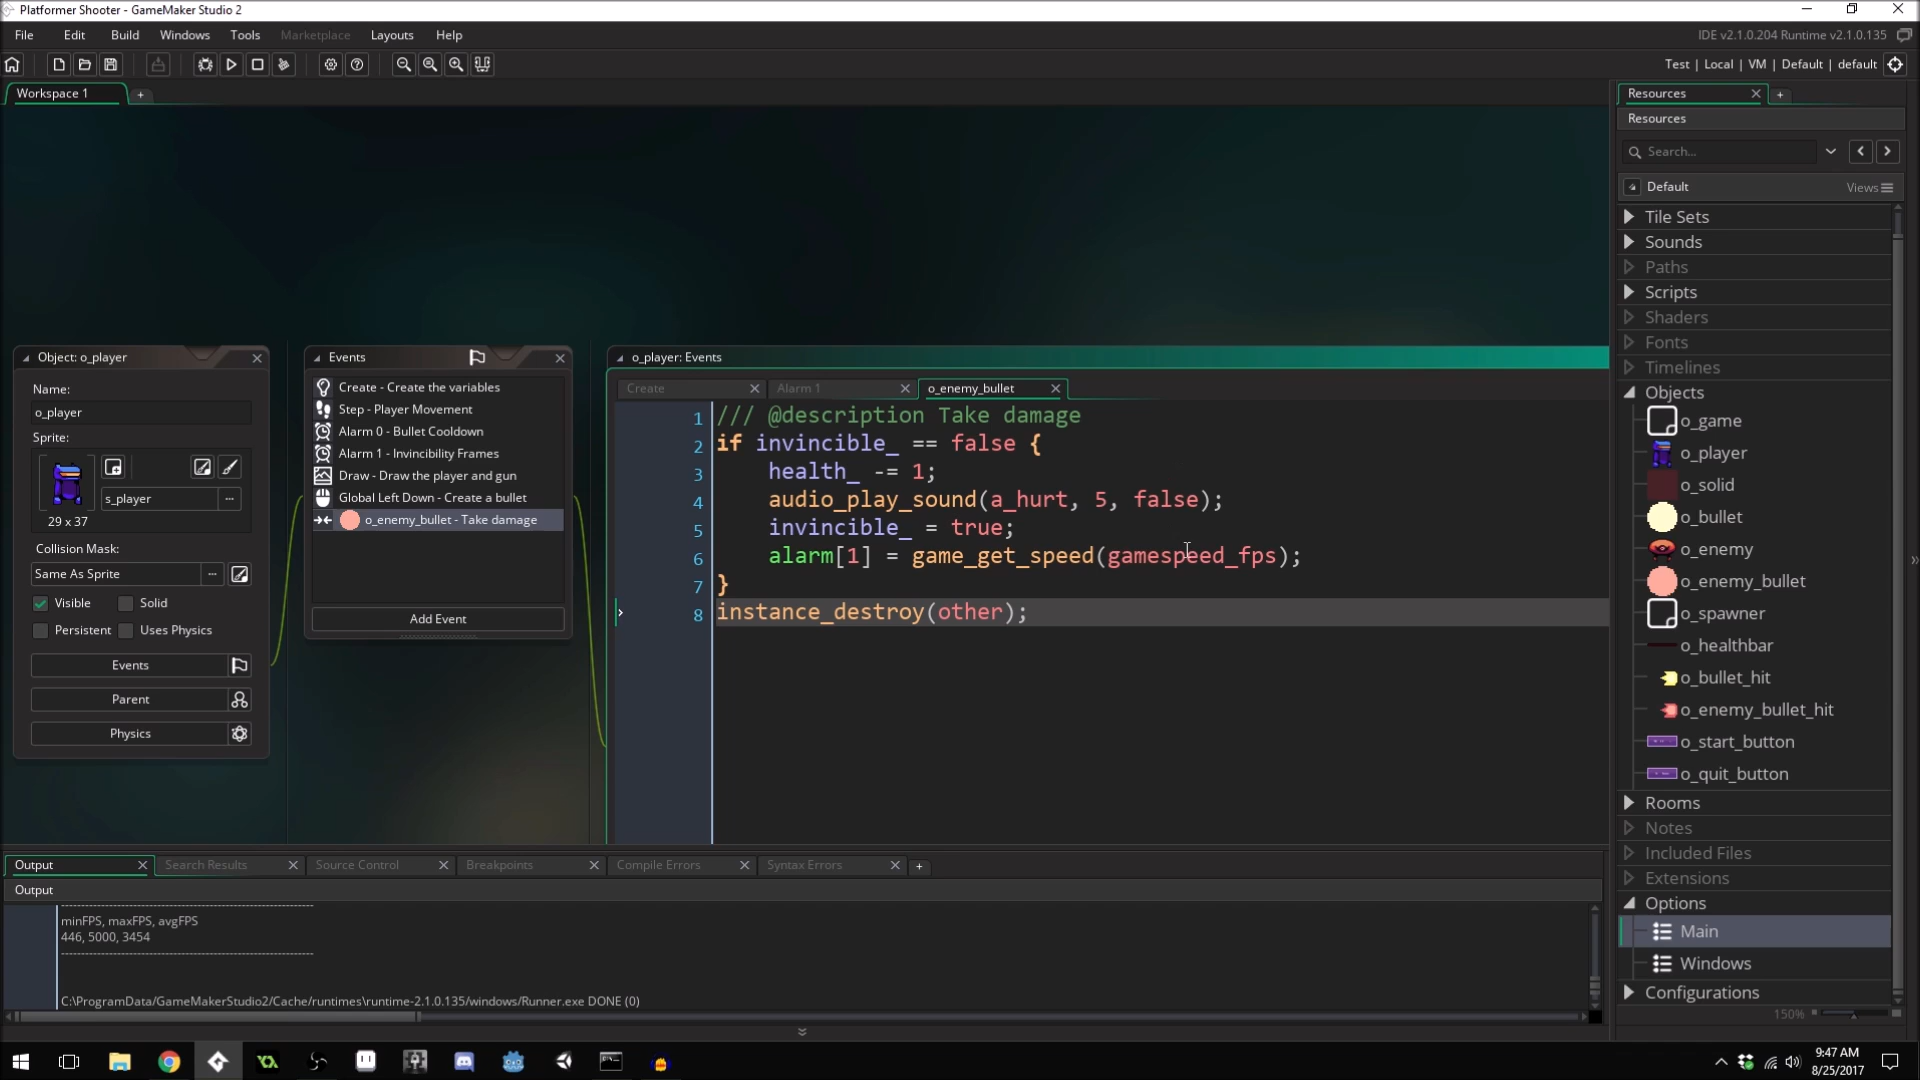 Platformer Shooter - GameMaker Studio 2
File Edit Build Windows Tools Marketplace Layouts Help
IDE v2.1.0.204 Runtime v2.1.0.135
Test | Local | VM | Default | default
Workspace 1
Object: o_player
Name:
o_player
Sprite:
s_player
29 x 37
Collision Mask:
Same As Sprite
Visible Solid
Persistent Uses Physics
Events
Parent
Physics
Events
Create - Create the variables
Step - Player Movement
Alarm 0 - Bullet Cooldown
Alarm 1 - Invincibility Frames
Draw - Draw the player and gun
Global Left Down - Create a bullet
o_enemy_bullet - Take damage
Add Event
o_player: Events
Create Alarm 1 o_enemy_bullet
1 /// @description Take damage
2 if invincible_ == false {
3 health_ -= 1;
4 audio_play_sound(a_hurt, 5, false);
5 invincible_ = true;
6 alarm[1] = game_get_speed(gamespeed_fps);
7 }
8 instance_destroy(other);
Output Search Results Source Control Breakpoints Compile Errors Syntax Errors
Output
-------------------------------------------------------------------
minFPS, maxFPS, avgFPS
446, 5000, 3454
-------------------------------------------------------------------
C:\ProgramData/GameMakerStudio2/Cache/runtimes\runtime-2.1.0.135/windows/Runner.exe DONE (0)
Resources
Resources
Search...
Default Views
Tile Sets
Sounds
Paths
Scripts
Shaders
Fonts
Timelines
Objects
o_game
o_player
o_solid
o_bullet
o_enemy
o_enemy_bullet
o_spawner
o_healthbar
o_bullet_hit
o_enemy_bullet_hit
o_start_button
o_quit_button
Rooms
Notes
Included Files
Extensions
Options
Main
Windows
Configurations
150%
9:47 AM
8/25/2017